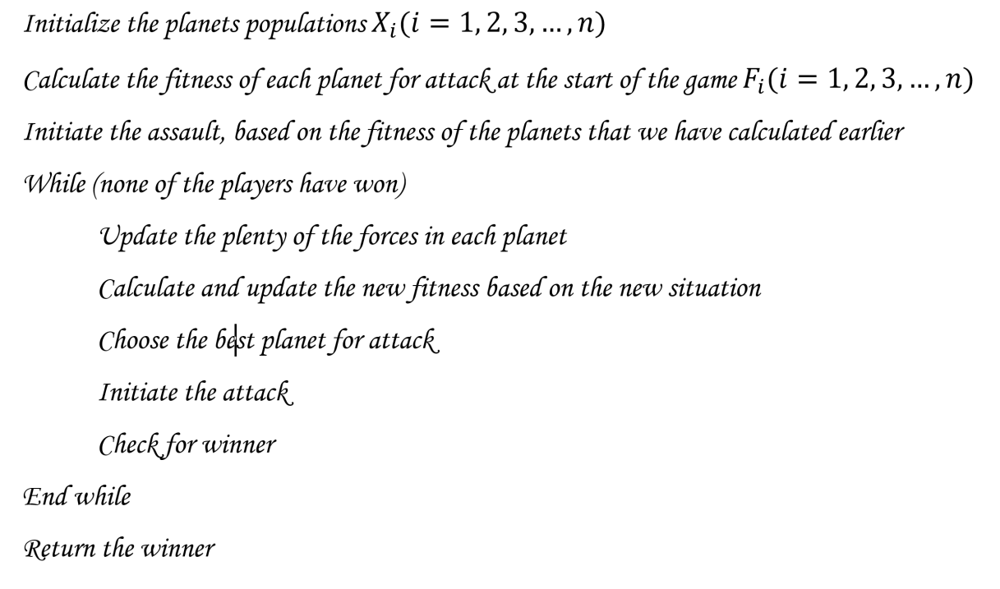 Initialize the planets populations X_i(i = 1, 2, 3, ... , n)
Calculate the fitness of each planet for attack at the start of the game F_i(i = 1, 2, 3, ... , n)
Initiate the assault, based on the fitness of the planets that we have calculated earlier
While (none of the players have won)
Update the plenty of the forces in each planet
Calculate and update the new fitness based on the new situation
Choose the best planet for attack
Initiate the attack
Check for winner
End while
Return the winner